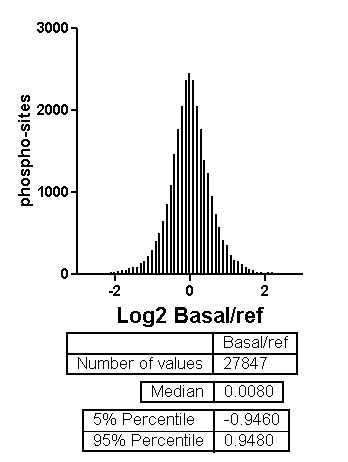 3000
2000
1000
0
phospho-sites
-2 0 2
Log2 Basal/ref
Basal/ref
Number of values 27847
Median 0.0080
5% Percentile -0.9460
95% Percentile 0.9480